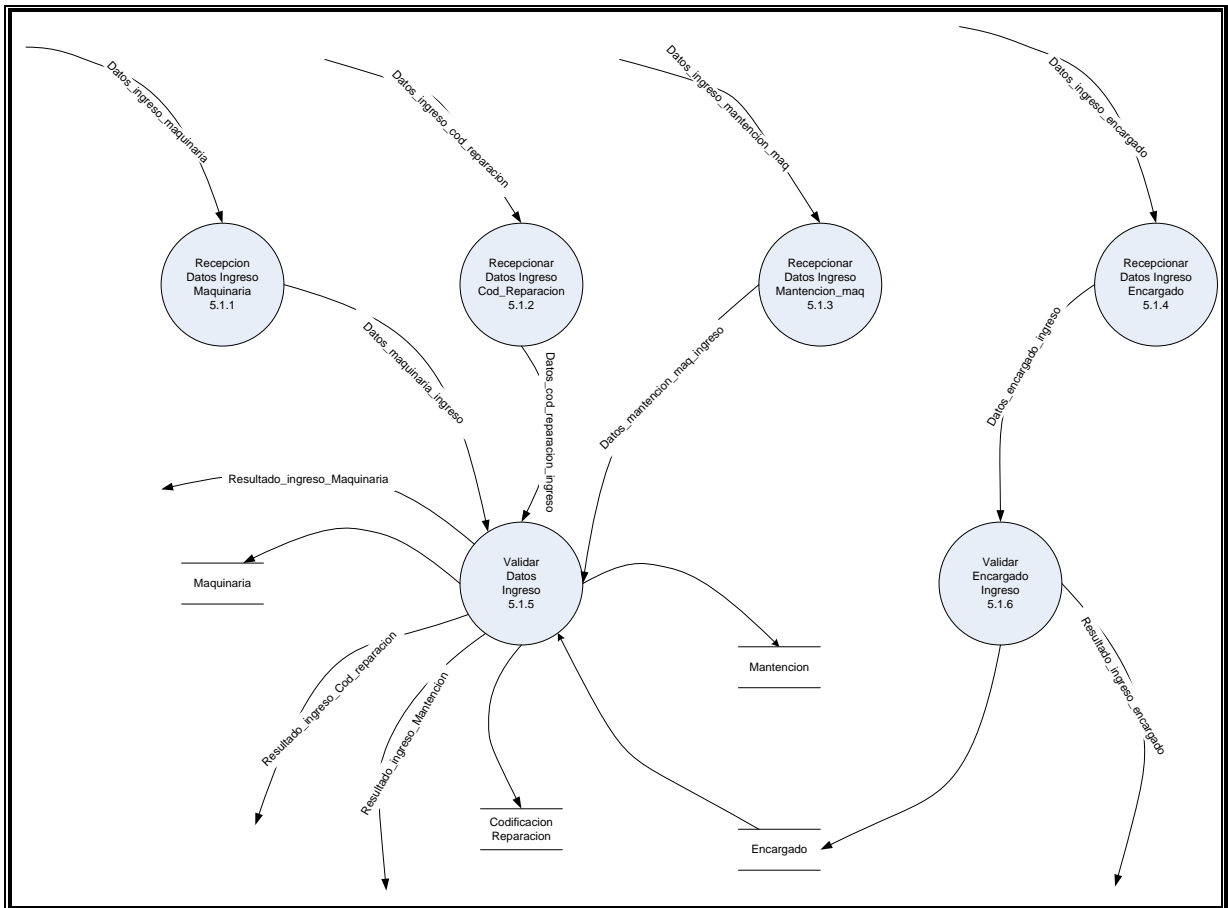 Datos_ingreso_maquinaria
Datos_ingreso_cod_reparacion
Datos_ingreso_mantencion_maq
Datos_ingreso_encargado
Recepcion
Datos Ingreso
Maquinaria
5.1.1
Recepcionar
Datos Ingreso
Cod_Reparacion
5.1.2
Recepcionar
Datos Ingreso
Mantencion_maq
5.1.3
Recepcionar
Datos Ingreso
Encargado
5.1.4
Datos_maquinaria_ingreso
Datos_cod_reparacion_ingreso
Datos_mantencion_maq_ingreso
Datos_encargado_ingreso
Resultado_ingreso_Maquinaria
Maquinaria
Validar
Datos
Ingreso
5.1.5
Validar
Encargado
Ingreso
5.1.6
Mantencion
Resultado_ingreso_Cod_reparacion
Resultado_ingreso_Mantencion
Resultado_ingreso_encargado
Codificacion
Reparacion
Encargado